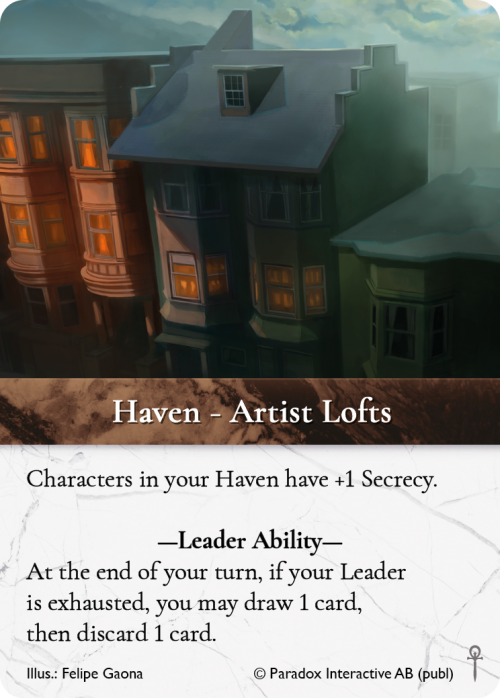 Haven - Artist Lofts
Characters in your Haven have +1 Secrecy.
—Leader Ability—
At the end of your turn, if your Leader
is exhausted, you may draw 1 card,
then discard 1 card.
Illus.: Felipe Gaona
© Paradox Interactive AB (publ)